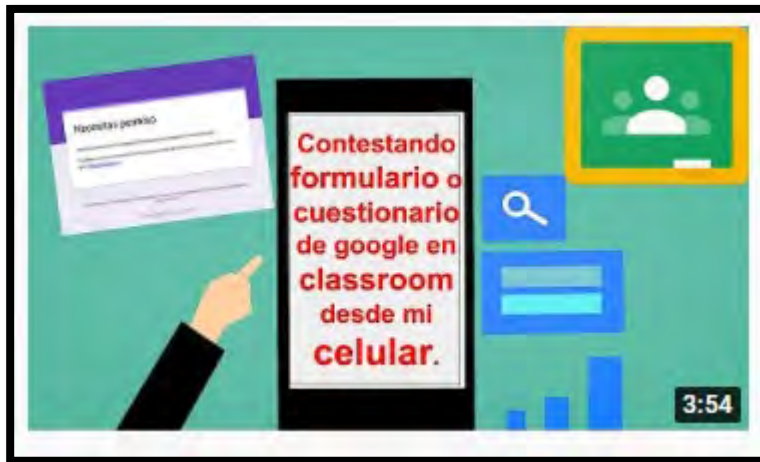 Necesitas permiso
Contestando
formulario o
cuestionario
de google en
classroom
desde mi
celular.
3:54